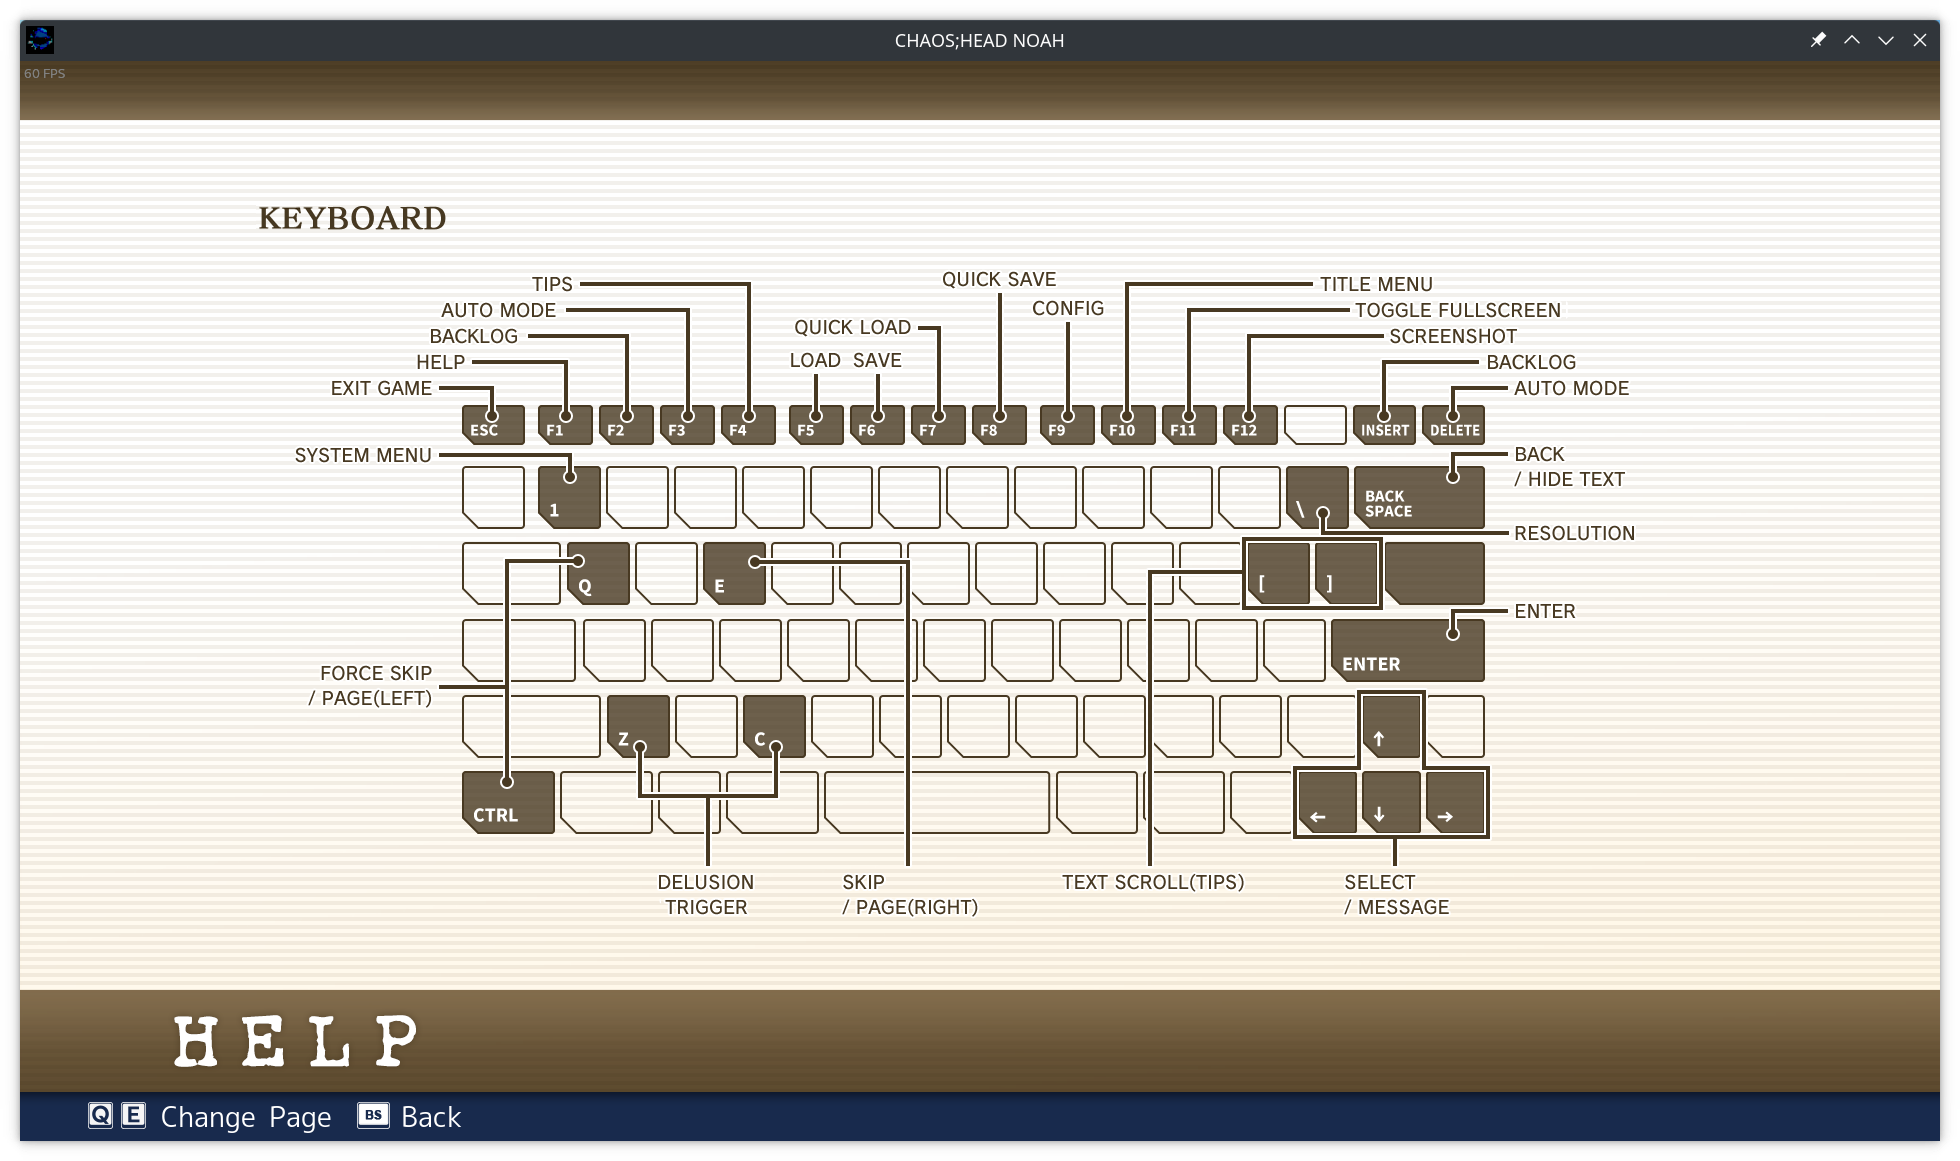 CHAOS;HEAD NOAH
60 FPS
KEYBOARD
TIPS
AUTO MODE
BACKLOG
HELP
EXIT GAME
QUICK SAVE
CONFIG
QUICK LOAD
LOAD SAVE
TITLE MENU
TOGGLE FULLSCREEN
SCREENSHOT
BACKLOG
AUTO MODE
ESC F1 F2 F3 F4 F5 F6 F7 F8 F9 F10 F11 F12 INSERT DELETE
SYSTEM MENU
BACK
/ HIDE TEXT
1 \ BACK
SPACE
RESOLUTION
Q E [ ]
ENTER
ENTER
FORCE SKIP
/ PAGE(LEFT)
Z C ↑
CTRL ← ↓ →
DELUSION
TRIGGER
SKIP
/ PAGE(RIGHT)
TEXT SCROLL(TIPS)
SELECT
/ MESSAGE
HELP
Q E Change Page BS Back